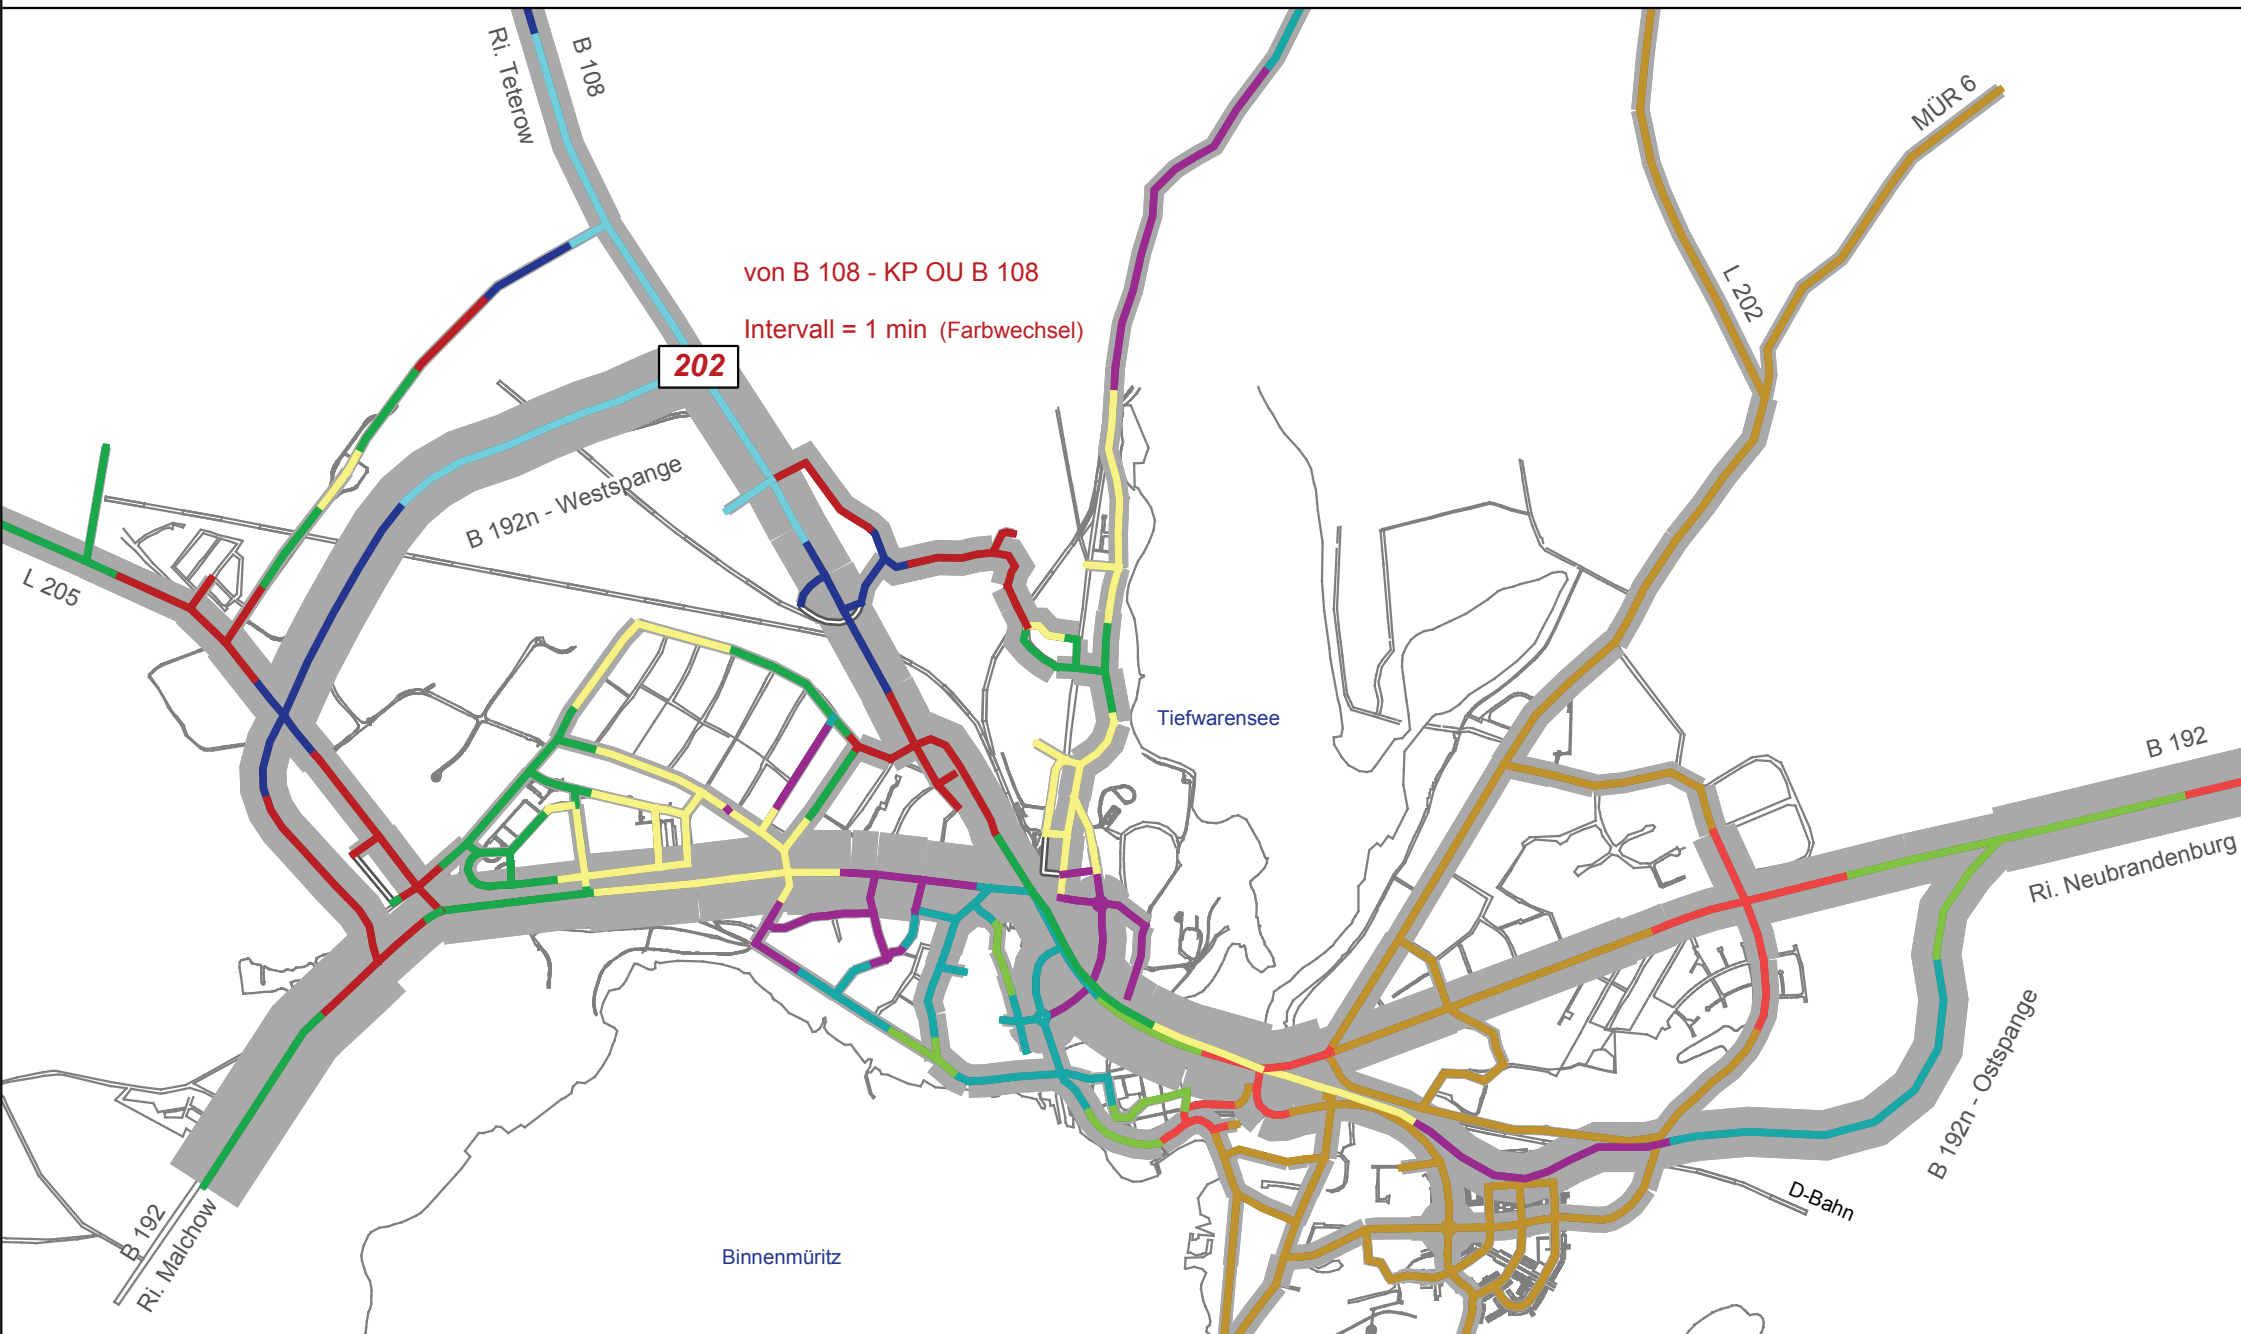 B 108
Ri. Teterow
MÜR 6
von B 108 - KP OU B 108
L 202
Intervall = 1 min (Farbwechsel)
202
B 192n - Westspange
L 205
Tiefwarensee
B 192
Ri. Neubrandenburg
B 192n - Ostspange
D-Bahn
B 192
Ri. Malchow
Binnenmüritz